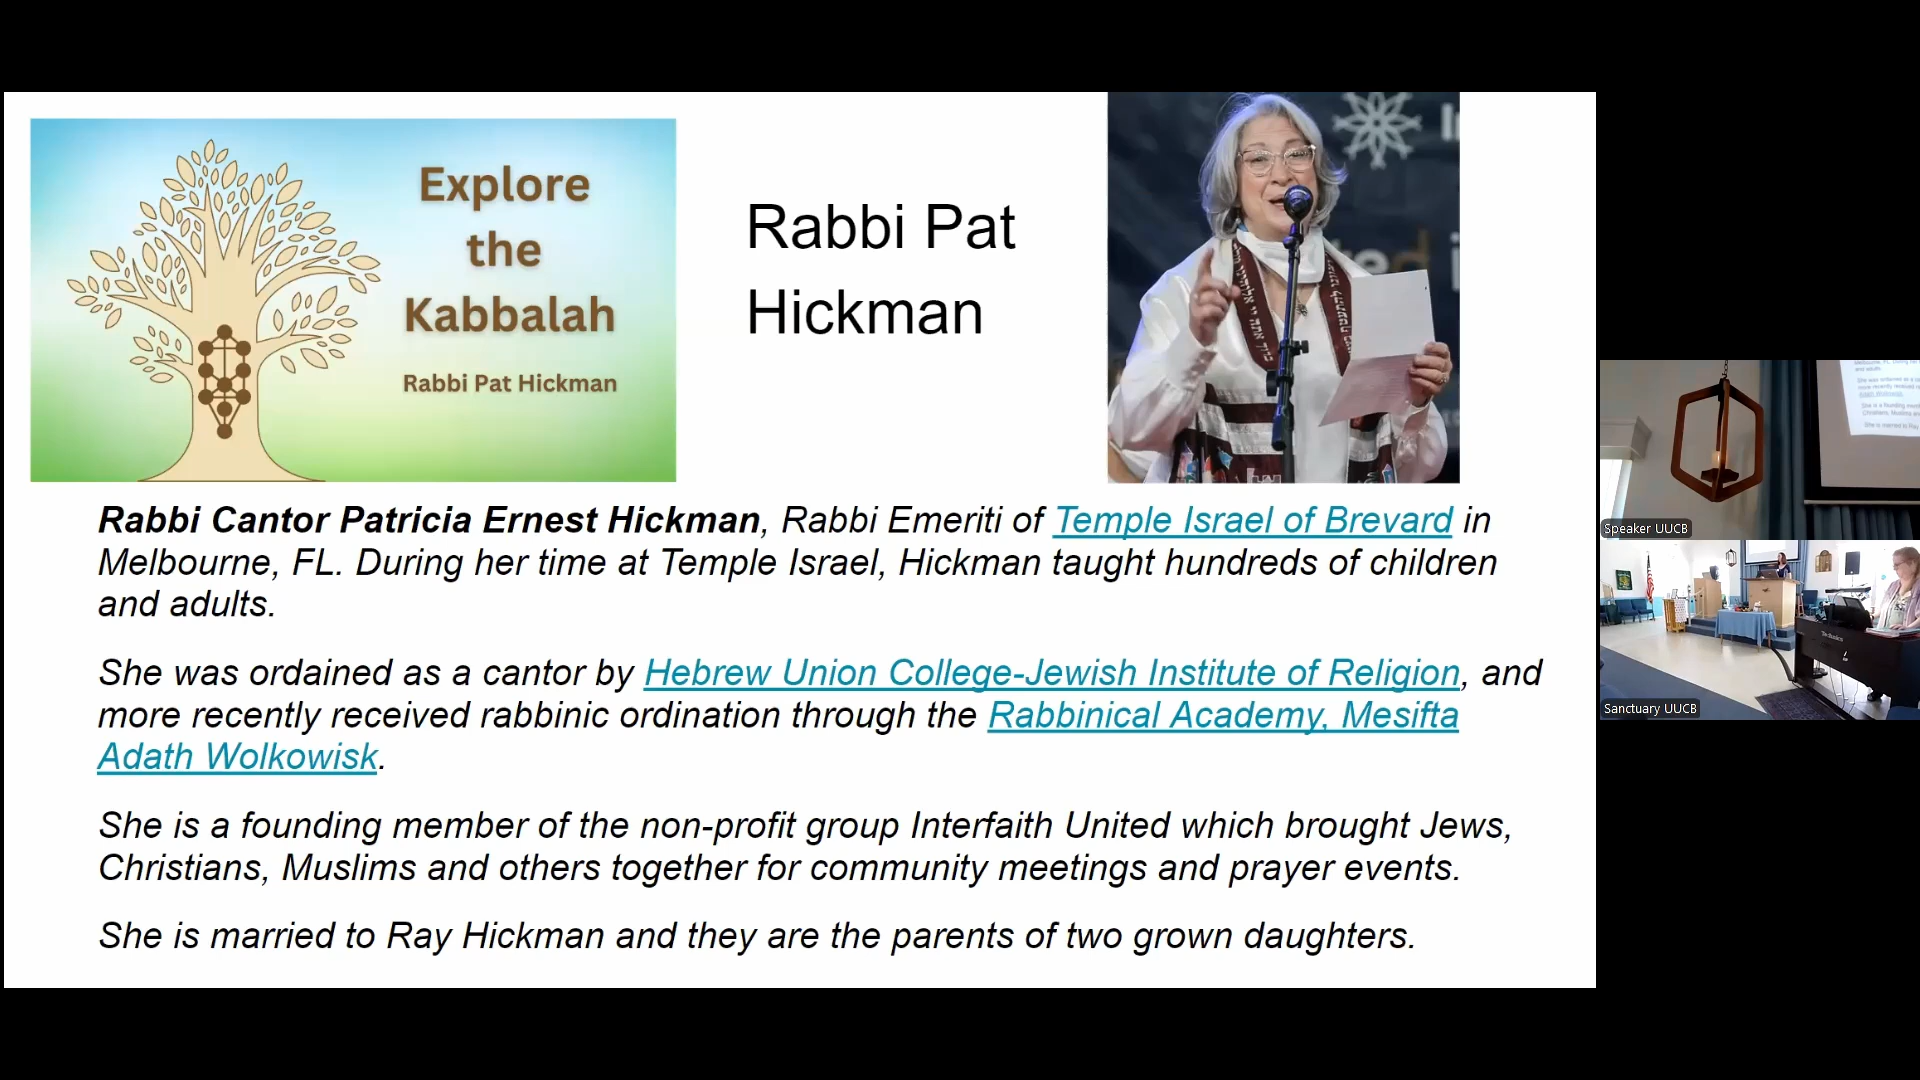 Explore
the
Kabbalah
Rabbi Pat Hickman
Rabbi Pat
Hickman
Rabbi Cantor Patricia Ernest Hickman, Rabbi Emeriti of Temple Israel of Brevard in
Melbourne, FL. During her time at Temple Israel, Hickman taught hundreds of children
and adults.
She was ordained as a cantor by Hebrew Union College-Jewish Institute of Religion, and
more recently received rabbinic ordination through the Rabbinical Academy, Mesifta
Adath Wolkowisk.
She is a founding member of the non-profit group Interfaith United which brought Jews,
Christians, Muslims and others together for community meetings and prayer events.
She is married to Ray Hickman and they are the parents of two grown daughters.
Speaker UUCB
Sanctuary UUCB